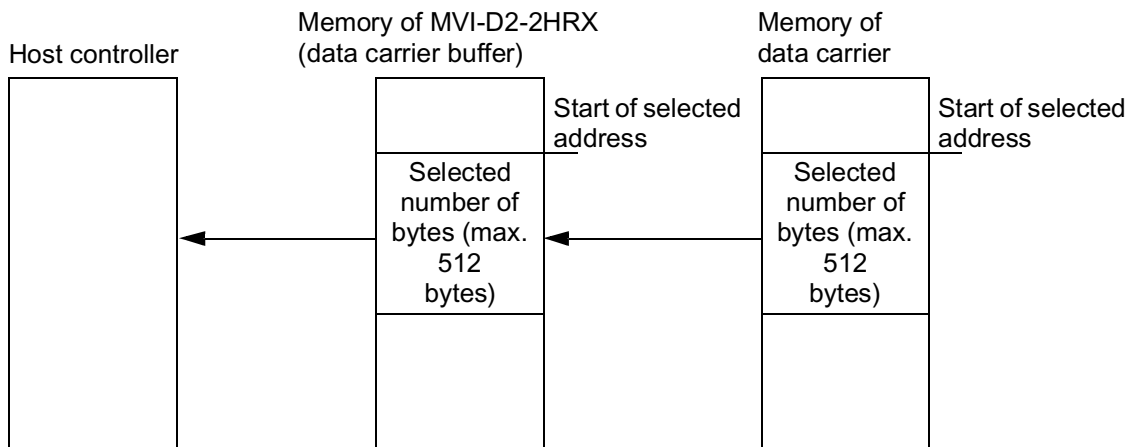 Host controller
Memory of MVI-D2-2HRX
(data carrier buffer)
Memory of
data carrier
Start of selected
address
Start of selected
address
Selected
number of
bytes (max.
512
bytes)
Selected
number of
bytes (max.
512
bytes)